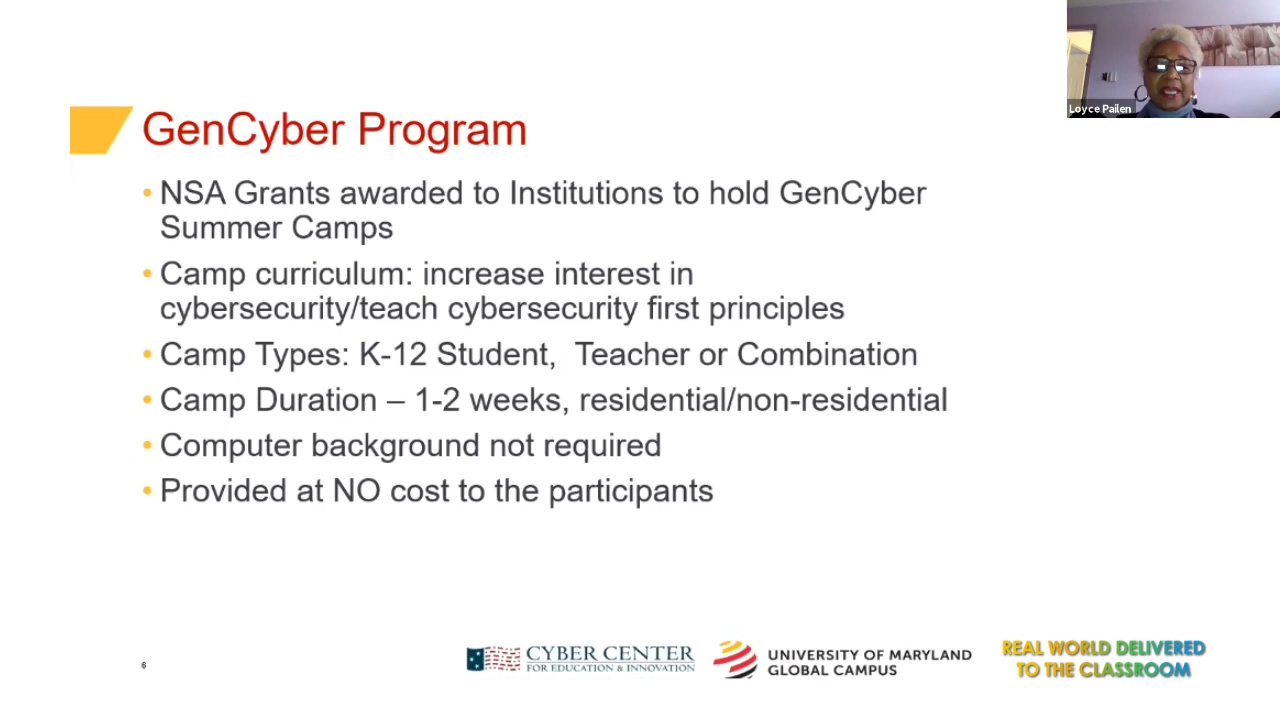 Loyce Pailen
GenCyber Program
• NSA Grants awarded to Institutions to hold GenCyber
Summer Camps
• Camp curriculum: increase interest in
cybersecurity/teach cybersecurity first principles
• Camp Types: K-12 Student, Teacher or Combination
• Camp Duration – 1-2 weeks, residential/non-residential
• Computer background not required
• Provided at NO cost to the participants
6
CYBER CENTER
FOR EDUCATION & INNOVATION
UNIVERSITY OF MARYLAND
GLOBAL CAMPUS
REAL WORLD DELIVERED
TO THE CLASSROOM